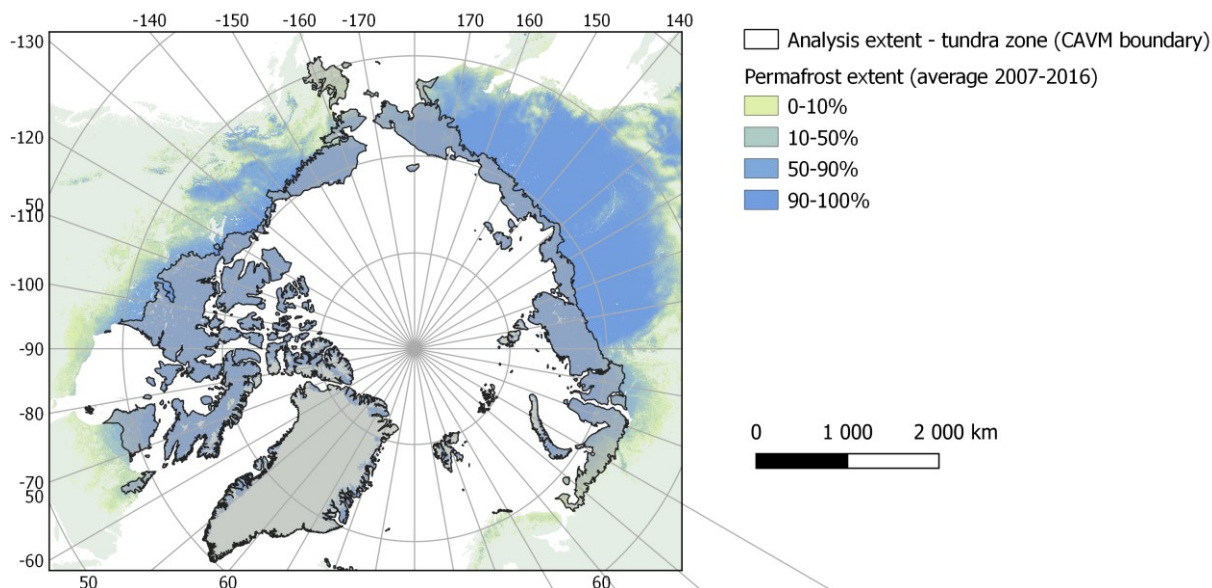 -140 -150 -160 -170 170 160 150 140
-130
-120
-110
50
-100
-90
-80
-70
50
-60
50 60 60
Analysis extent - tundra zone (CAVM boundary)
Permafrost extent (average 2007-2016)
0-10%
10-50%
50-90%
90-100%
0 1 000 2 000 km